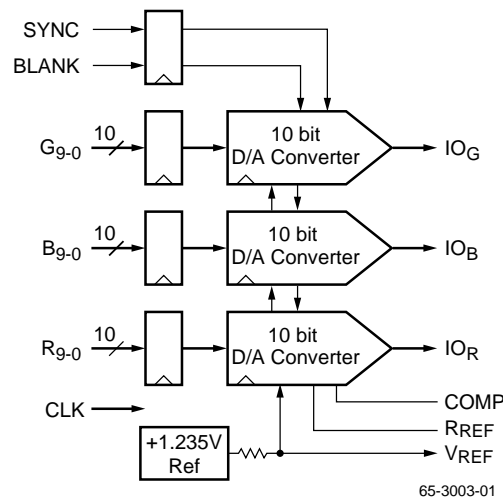 SYNC
BLANK
10 bit
D/A Converter
G9-0
10
IOG
10 bit
D/A Converter
B9-0
10
IOB
10 bit
D/A Converter
R9-0
10
IOR
CLK
COMP
RREF
VREF
+1.235V
Ref
65-3003-01